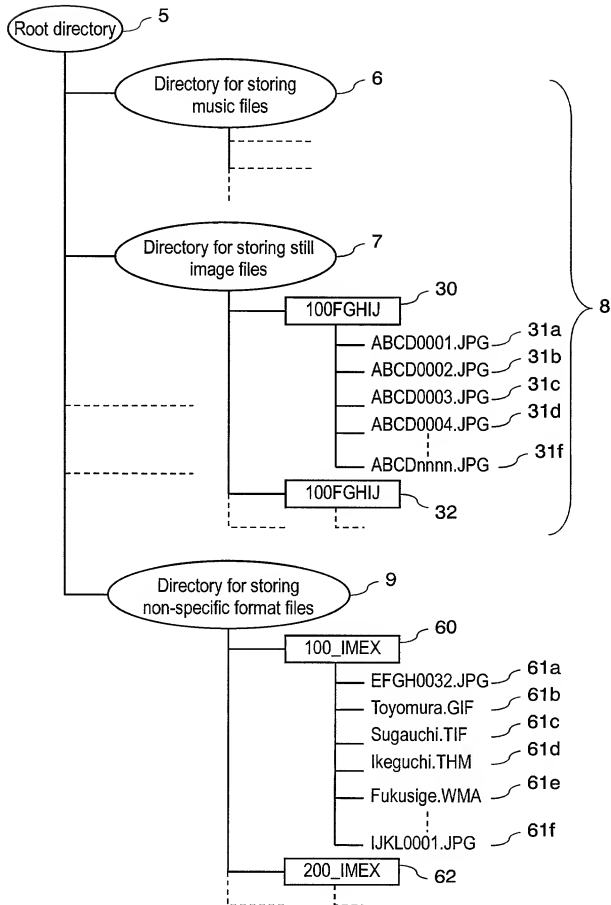 Root directory 5
Directory for storing
music files
6
Directory for storing still
image files
7
8
100FGHIJ 30
ABCD0001.JPG 31a
ABCD0002.JPG 31b
ABCD0003.JPG 31c
ABCD0004.JPG 31d
ABCDnnnn.JPG 31f
100FGHIJ 32
Directory for storing
non-specific format files
9
100_IMEX 60
EFGH0032.JPG 61a
Toyomura.GIF 61b
Sugauchi.TIF 61c
Ikeguchi.THM 61d
Fukusige.WMA 61e
IJKL0001.JPG 61f
200_IMEX 62